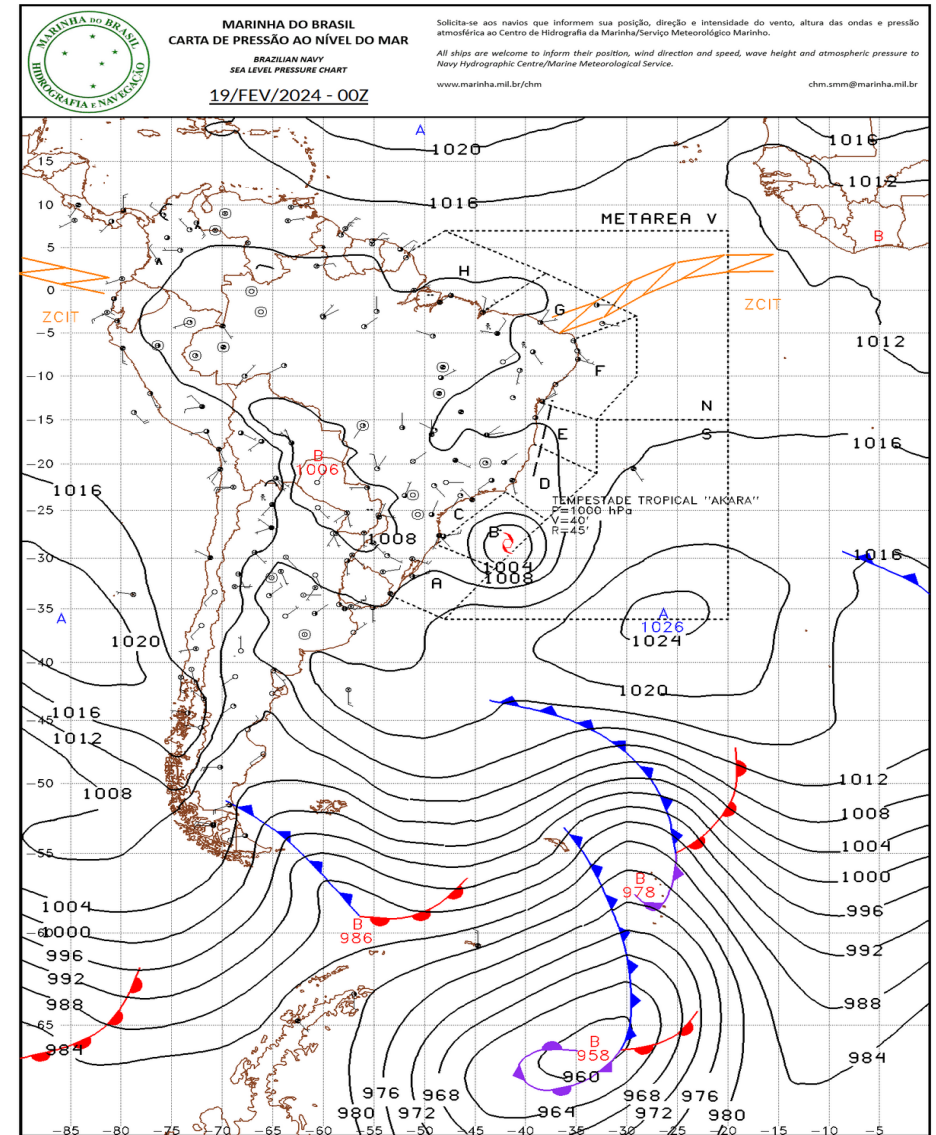 MARINHA DO BRASIL
HIDROGRAFIA E NAVEGAÇÃO
MARINHA DO BRASIL
CARTA DE PRESSÃO AO NÍVEL DO MAR
BRAZILIAN NAVY
SEA LEVEL PRESSURE CHART
19/FEV/2024 - 00Z
Solicita-se aos navios que informem sua posição, direção e intensidade do vento, altura das ondas e pressão
atmosférica ao Centro de Hidrografia da Marinha/Serviço Meteorológico Marinho.
All ships are welcome to inform their position, wind direction and speed, wave height and atmospheric pressure to
Navy Hydrographic Centre/Marine Meteorological Service.
www.marinha.mil.br/chm
chm.smm@marinha.mil.br
A
1020
1016
15
1012
10
1016
METAREA V
B
5
H
0
G
ZCIT
ZCIT
-5
1012
F
-10
N
-15
E
S
1016
B
1006
-20
D
1016
TEMPESTADE TROPICAL "AKARA"
P=1000 hPa
V=40'
R=45'
C
-25
B
1008
-30
1004
1008
1016
A
-35
A
A
1026
1020
1024
-40
1020
1016
-45
1012
1012
-50
1008
1008
1004
-55
1000
B
978
1004
996
B
986
1000
-60
992
996
992
988
988
-65
984
B
958
984
960
976
968
968
976
980
972
964
972
980
-85
-80
-75
-70
-65
-60
-55
-50
-45
-40
-35
-30
-25
-20
-15
-10
-5